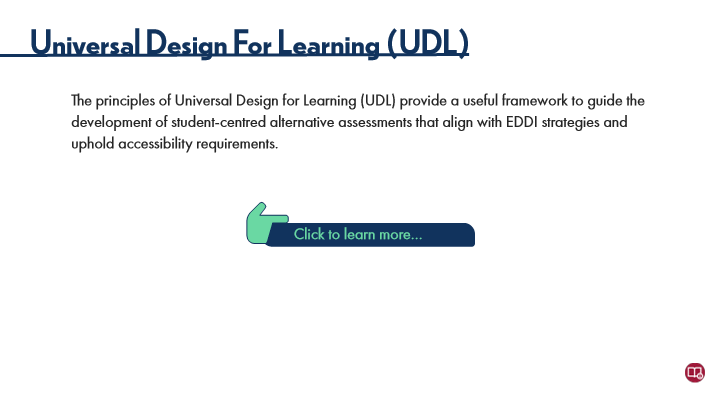 Universal Design For Learning (UDL)
The principles of Universal Design for Learning (UDL) provide a useful framework to guide the
development of student-centred alternative assessments that align with EDDI strategies and
uphold accessibility requirements.
Click to learn more...